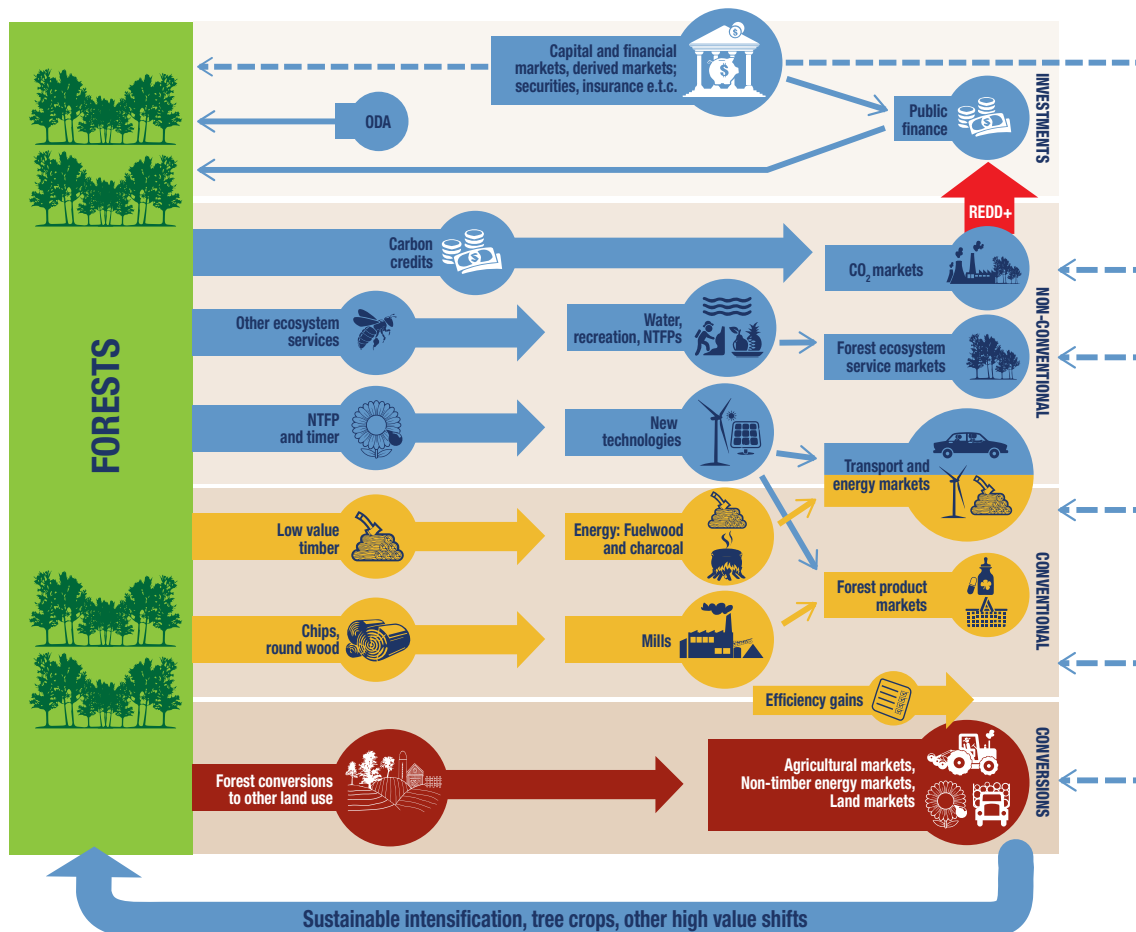 FORESTS
Capital and financial
markets, derived markets;
securities, insurance e.t.c.
ODA
Public
finance
INVESTMENTS
REDD+
Carbon
credits
CO2 markets
Other ecosystem
services
Water,
recreation, NTFPs
Forest ecosystem
service markets
NON-CONVENTIONAL
NTFP
and timer
New
technologies
Transport and
energy markets
Low value
timber
Energy: Fuelwood
and charcoal
Forest product
markets
CONVENTIONAL
Chips,
round wood
Mills
Efficiency gains
Forest conversions
to other land use
Agricultural markets,
Non-timber energy markets,
Land markets
CONVERSIONS
Sustainable intensification, tree crops, other high value shifts